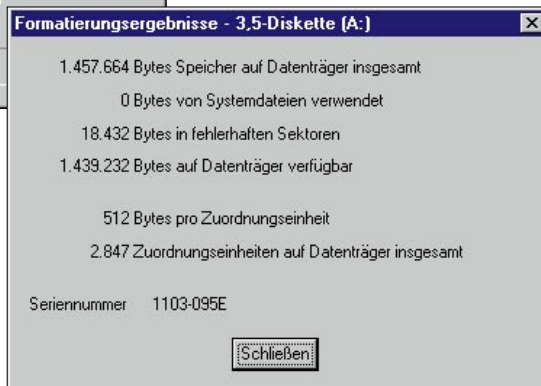 Formatierungsergebnisse - 3,5-Diskette (A:)
1.457.664 Bytes Speicher auf Datenträger insgesamt
0 Bytes von Systemdateien verwendet
18.432 Bytes in fehlerhaften Sektoren
1.439.232 Bytes auf Datenträger verfügbar
512 Bytes pro Zuordnungseinheit
2.847 Zuordnungseinheiten auf Datenträger insgesamt
Seriennummer 1103-095E
Schließen